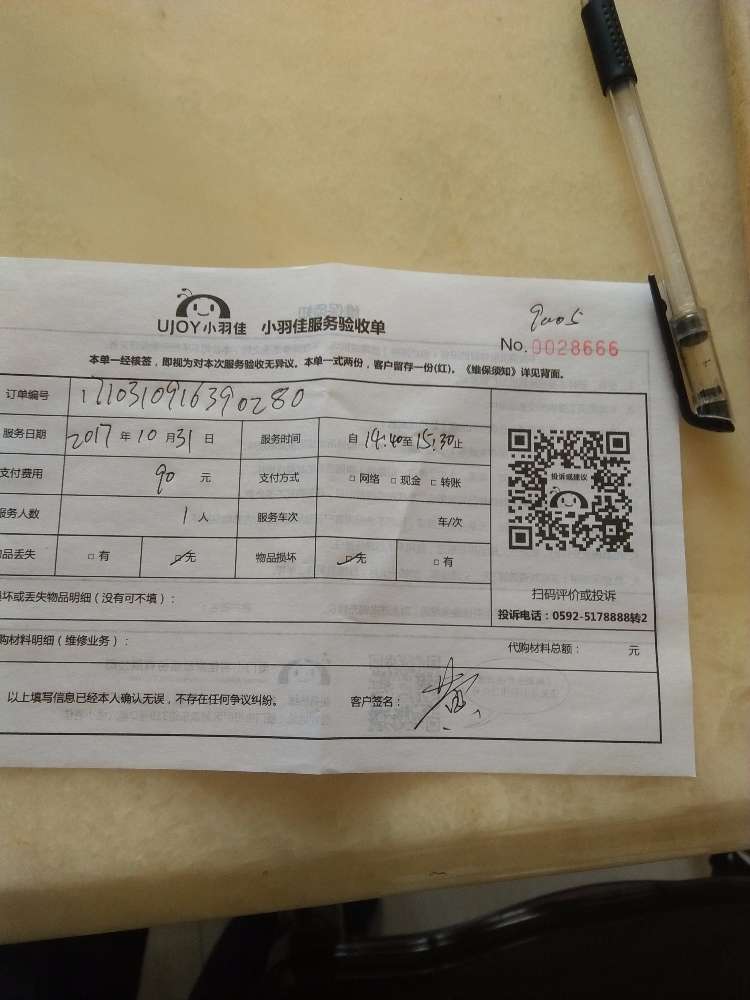 9005
UJOY小羽佳 小羽佳服务验收单
No.0028666
本单一经核签，即视为对本次服务验收无异议。本单一式两份，客户留存一份(红)。《维保须知》详见背面。
订单编号 1710310916390280
服务日期 2017 年 10 月 31 日 服务时间 自 14:40 至 15:30 止
支付费用 90 元 支付方式 □ 网络 □ 现金 □ 转账
服务人数 1 人 服务车次 车/次
品丢失 □ 有 □ 无 物品损坏 □ 无 □ 有
坏或丢失物品明细（没有可不填）：
购材料明细（维修业务）： 代购材料总额： 元
以上填写信息已经本人确认无误，不存在任何争议纠纷。 客户签名： 黄
投诉或建议
扫码评价或投诉
投诉电话：0592-5178888转2